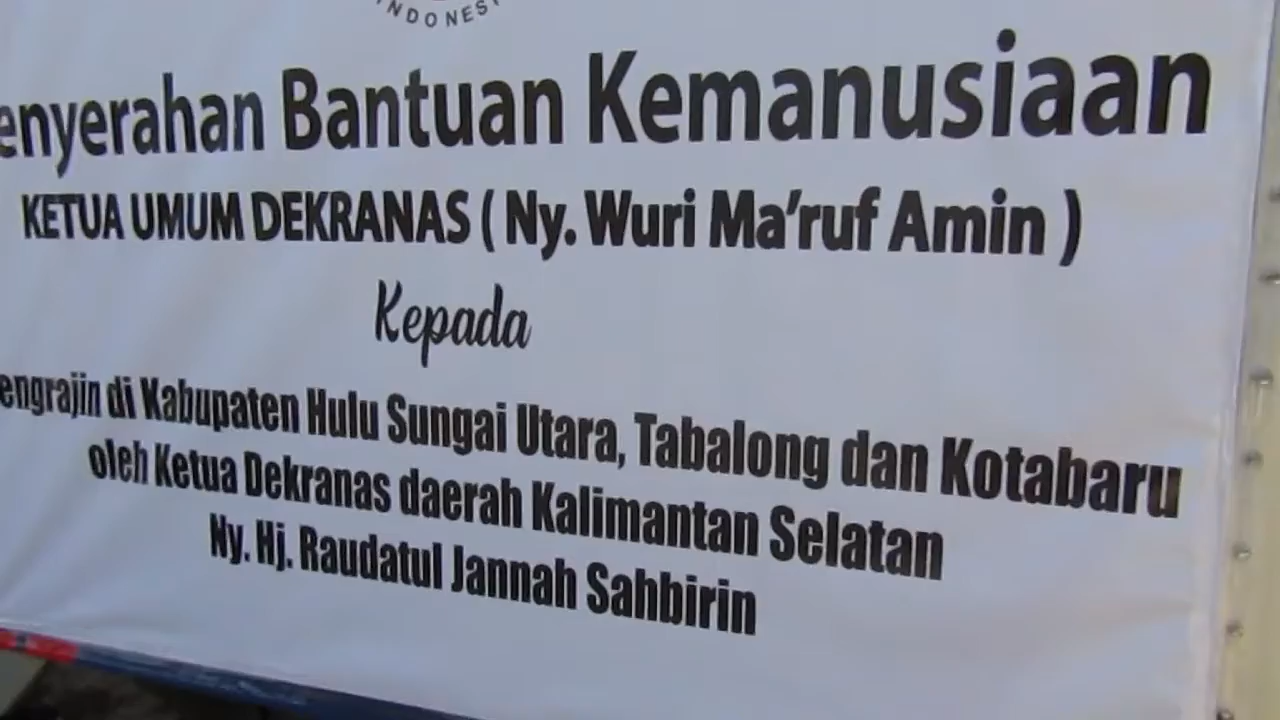 INDONES
enyerahan Bantuan Kemanusiaan
KETUA UMUM DEKRANAS ( Ny. Wuri Ma'ruf Amin )
Kepada
engrajin di Kabupaten Hulu Sungai Utara, Tabalong dan Kotabaru
oleh Ketua Dekranas daerah Kalimantan Selatan
Ny. Hj. Raudatul Jannah Sahbirin